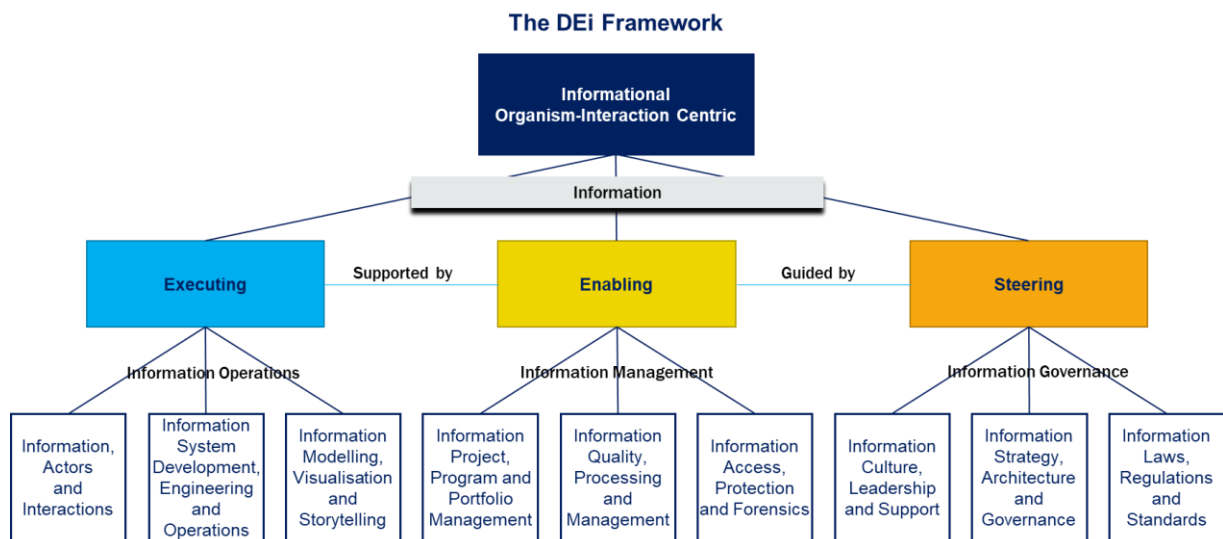 The DEi Framework
Informational
Organism-Interaction Centric
Information
Executing
Supported by
Enabling
Guided by
Steering
Information Operations
Information Management
Information Governance
Information,
Actors
and
Interactions
Information
System
Development,
Engineering
and
Operations
Information
Modelling,
Visualisation
and
Storytelling
Information
Project,
Program and
Portfolio
Management
Information
Quality,
Processing
and
Management
Information
Access,
Protection
and Forensics
Information
Culture,
Leadership
and Support
Information
Strategy,
Architecture
and
Governance
Information
Laws,
Regulations
and
Standards